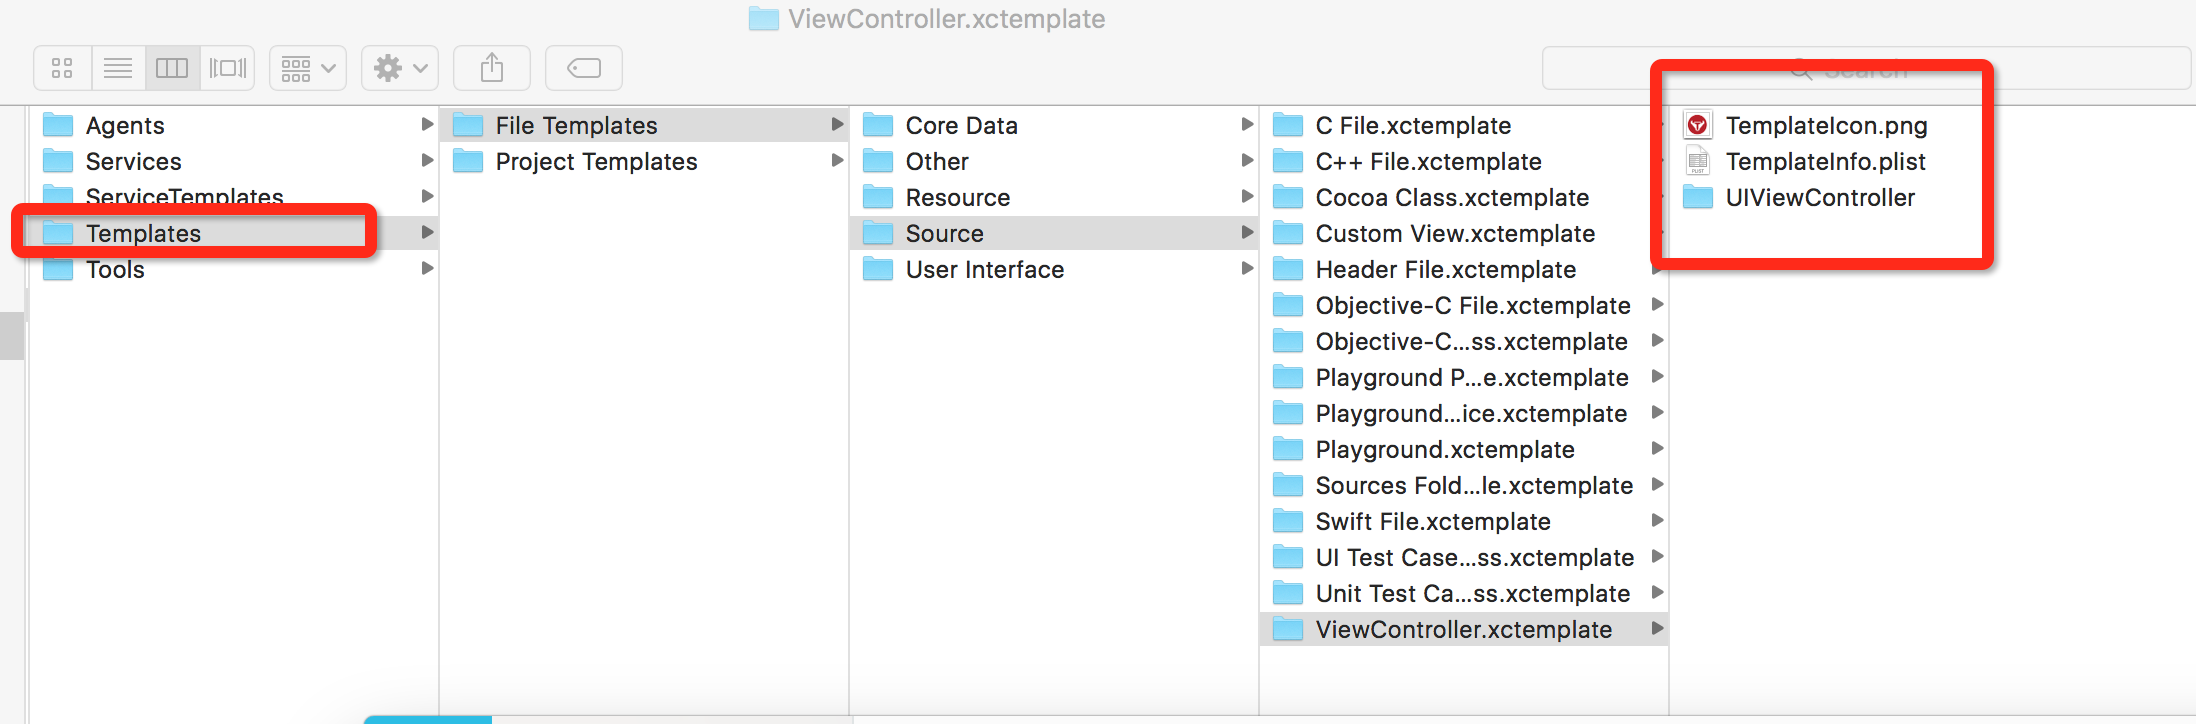 ViewController.xctemplate
Search
Agents
Services
ServiceTemplates
Templates
Tools
File Templates
Project Templates
Core Data
Other
Resource
Source
User Interface
C File.xctemplate
C++ File.xctemplate
Cocoa Class.xctemplate
Custom View.xctemplate
Header File.xctemplate
Objective-C File.xctemplate
Objective-C...ss.xctemplate
Playground P...e.xctemplate
Playground...ice.xctemplate
Playground.xctemplate
Sources Fold...le.xctemplate
Swift File.xctemplate
UI Test Case...ss.xctemplate
Unit Test Ca...ss.xctemplate
ViewController.xctemplate
TemplateIcon.png
TemplateInfo.plist
UIViewController